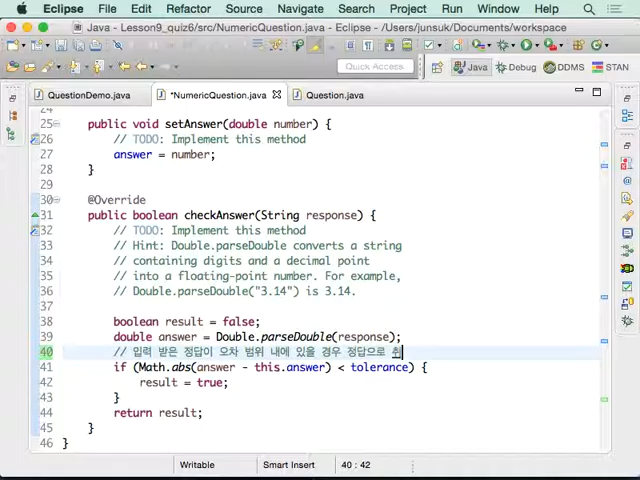 Eclipse File Edit Refactor Source Navigate Search Project Run Window Help
Java - Lesson9_quiz6/src/NumericQuestion.java - Eclipse - /Users/junsuk/Documents/workspace
Quick Access
Java Debug DDMS STAN
QuestionDemo.java *NumericQuestion.java Question.java
24
25 public void setAnswer(double number) {
26 // TODO: Implement this method
27 answer = number;
28 }
29
30 @Override
31 public boolean checkAnswer(String response) {
32 // TODO: Implement this method
33 // Hint: Double.parseDouble converts a string
34 // containing digits and a decimal point
35 // into a floating-point number. For example,
36 // Double.parseDouble("3.14") is 3.14.
37
38 boolean result = false;
39 double answer = Double.parseDouble(response);
40 // 입력 받은 정답이 오차 범위 내에 있을 경우 정답으로 취
41 if (Math.abs(answer - this.answer) < tolerance) {
42 result = true;
43 }
44 return result;
45 }
46 }
Writable Smart Insert 40 : 42